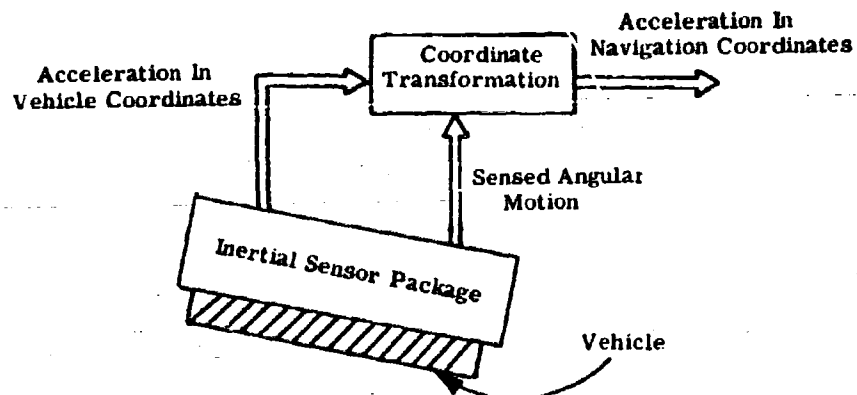 Acceleration In
Navigation Coordinates
Coordinate
Transformation
Acceleration In
Vehicle Coordinates
Sensed Angular
Motion
Inertial Sensor Package
Vehicle